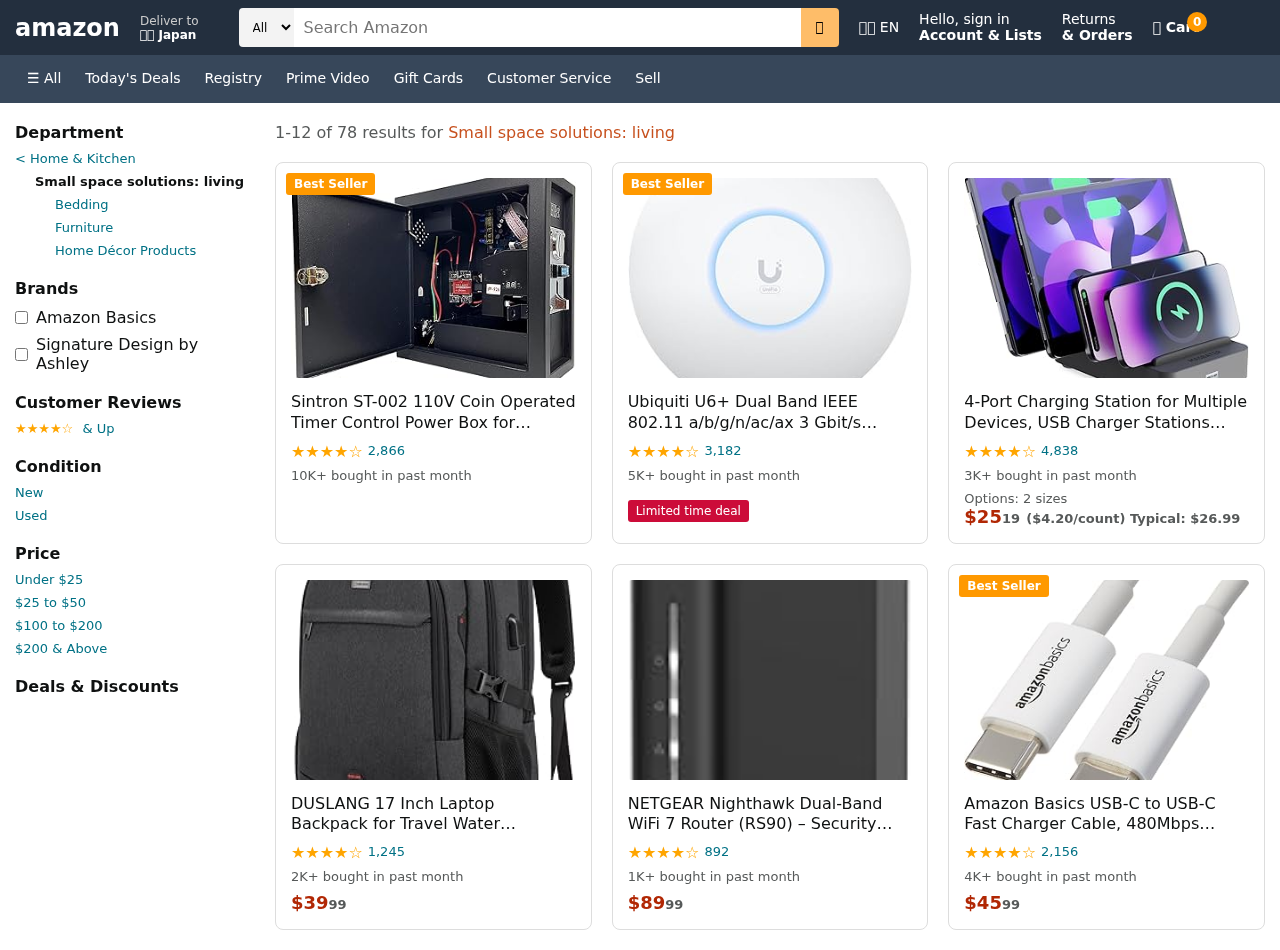 amazon
Deliver to
Japan
All
Search Amazon
EN
Hello, sign in
Account & Lists
Returns
& Orders
0
☰ All
Today's Deals
Registry
Prime Video
Gift Cards
Customer Service
Sell
Department
< Home & Kitchen
Small space solutions: living
Bedding
Furniture
Home Décor Products
Brands
Amazon Basics
Signature Design by
Ashley
Customer Reviews
★★★★☆ & Up
Condition
New
Used
Price
Under $25
$25 to $50
$100 to $200
$200 & Above
Deals & Discounts
1-12 of 78 results for Small space solutions: living
Best Seller
Sintron ST-002 110V Coin Operated
Timer Control Power Box for…
★★★★☆ 2,866
10K+ bought in past month
Best Seller
U
Ubiquiti U6+ Dual Band IEEE
802.11 a/b/g/n/ac/ax 3 Gbit/s…
★★★★☆ 3,182
5K+ bought in past month
Limited time deal
4-Port Charging Station for Multiple
Devices, USB Charger Stations…
★★★★☆ 4,838
3K+ bought in past month
Options: 2 sizes
$2519 ($4.20/count) Typical: $26.99
DUSLANG 17 Inch Laptop
Backpack for Travel Water…
★★★★☆ 1,245
2K+ bought in past month
$3999
NETGEAR Nighthawk Dual-Band
WiFi 7 Router (RS90) – Security…
★★★★☆ 892
1K+ bought in past month
$8999
Best Seller
amazonbasics
amazonbasics
Amazon Basics USB-C to USB-C
Fast Charger Cable, 480Mbps…
★★★★☆ 2,156
4K+ bought in past month
$4599